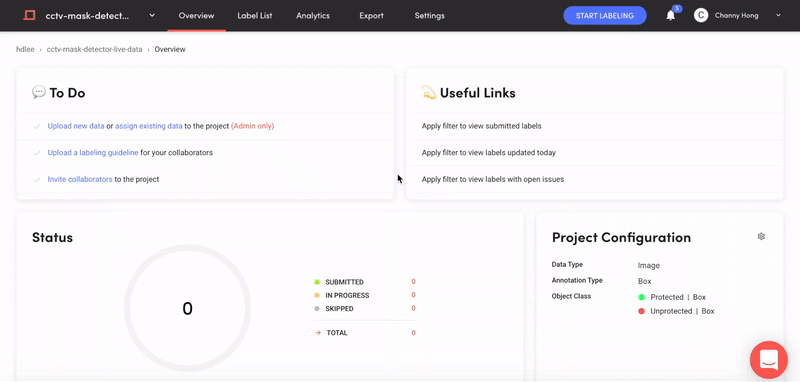 cctv-mask-detect... Overview Label List Analytics Export Settings START LABELING 5 C Channy Hong
hdlee › cctv-mask-detector-live-data › Overview
To Do
Upload new data or assign existing data to the project (Admin only)
Upload a labeling guideline for your collaborators
Invite collaborators to the project
Useful Links
Apply filter to view submitted labels
Apply filter to view labels updated today
Apply filter to view labels with open issues
Status
0
SUBMITTED 0
IN PROGRESS 0
SKIPPED 0
TOTAL 0
Project Configuration
Data Type Image
Annotation Type Box
Object Class Protected | Box
Unprotected | Box